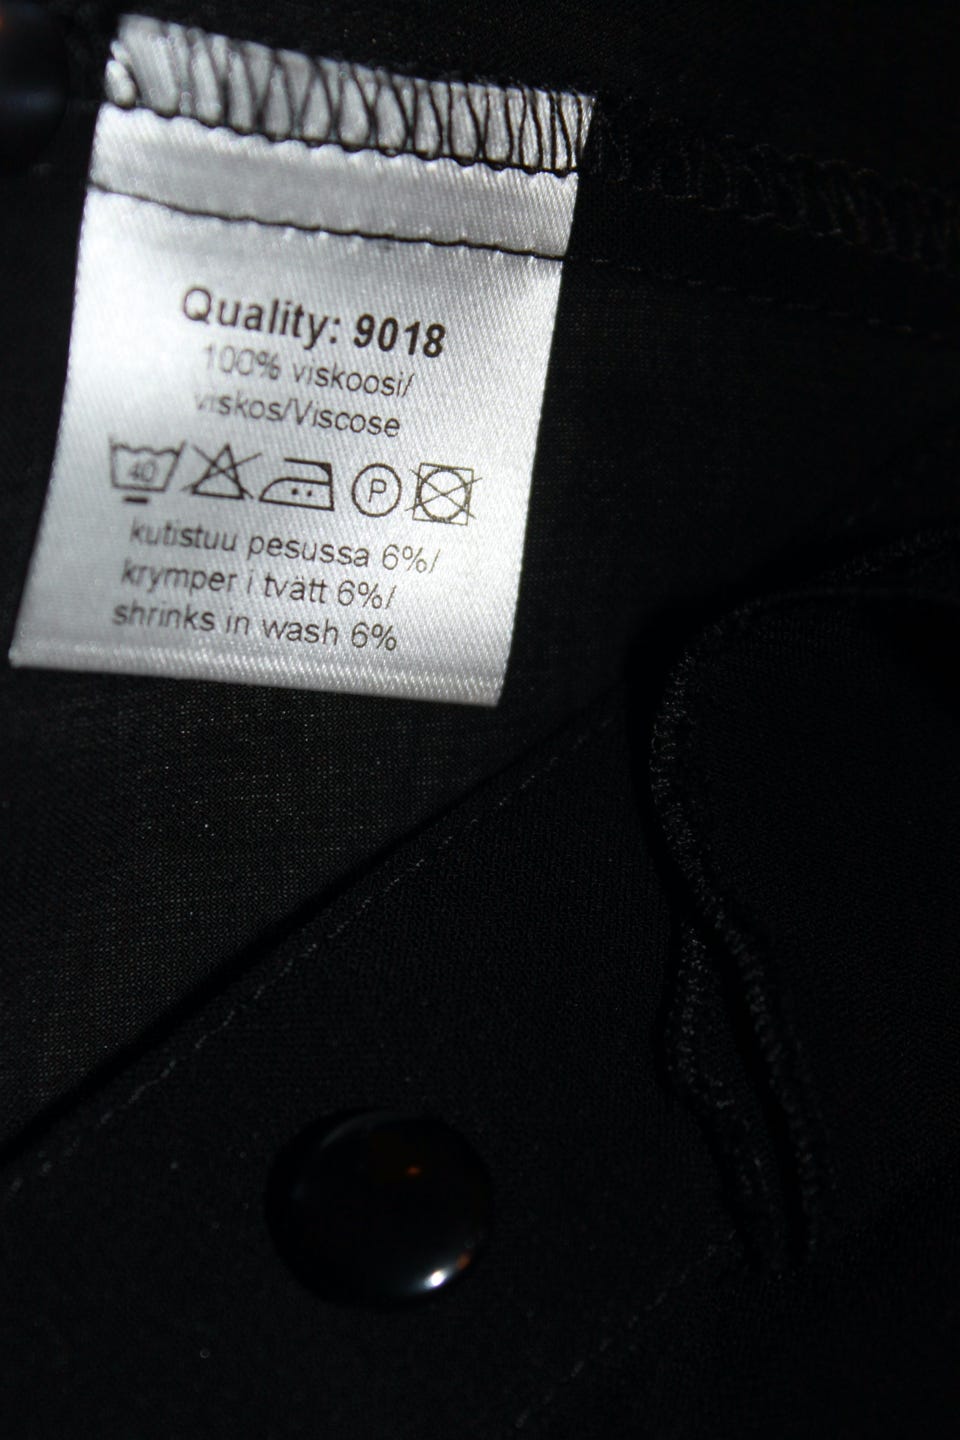 Quality: 9018
100% viskoosi/
viskos/Viscose
40 P
kutistuu pesussa 6%/
krymper i tvätt 6%/
shrinks in wash 6%